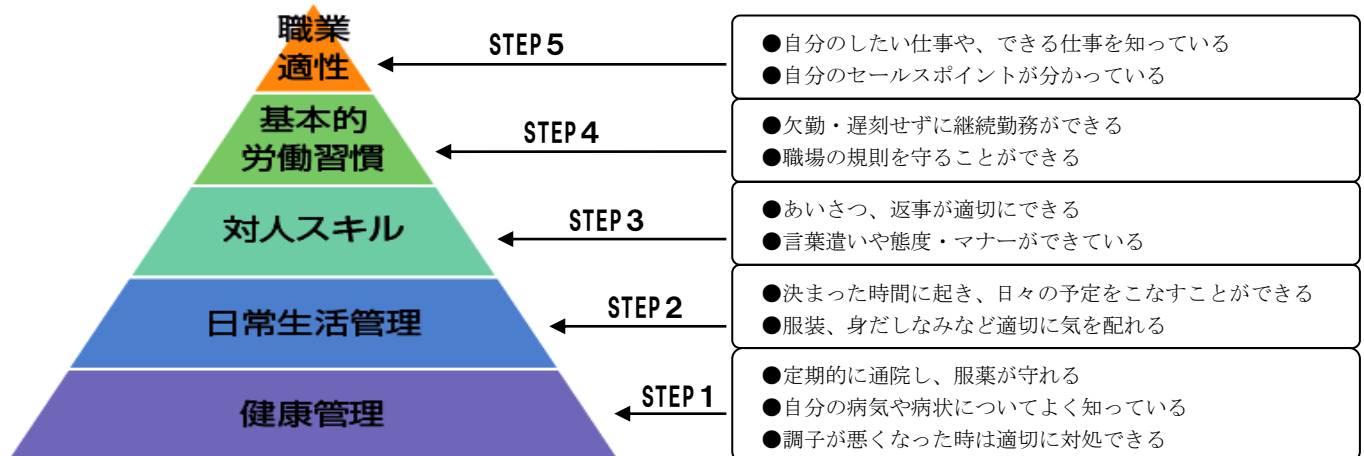 職業
適性
STEP 5
●自分のしたい仕事や、できる仕事を知っている
●自分のセールスポイントが分かっている
基本的
労働習慣
STEP 4
●欠勤・遅刻せずに継続勤務ができる
●職場の規則を守ることができる
対人スキル
STEP 3
●あいさつ、返事が適切にできる
●言葉遣いや態度・マナーができている
日常生活管理
STEP 2
●決まった時間に起き、日々の予定をこなすことができる
●服装、身だしなみなど適切に気を配れる
健康管理
STEP 1
●定期的に通院し、服薬が守れる
●自分の病気や病状についてよく知っている
●調子が悪くなった時は適切に対処できる